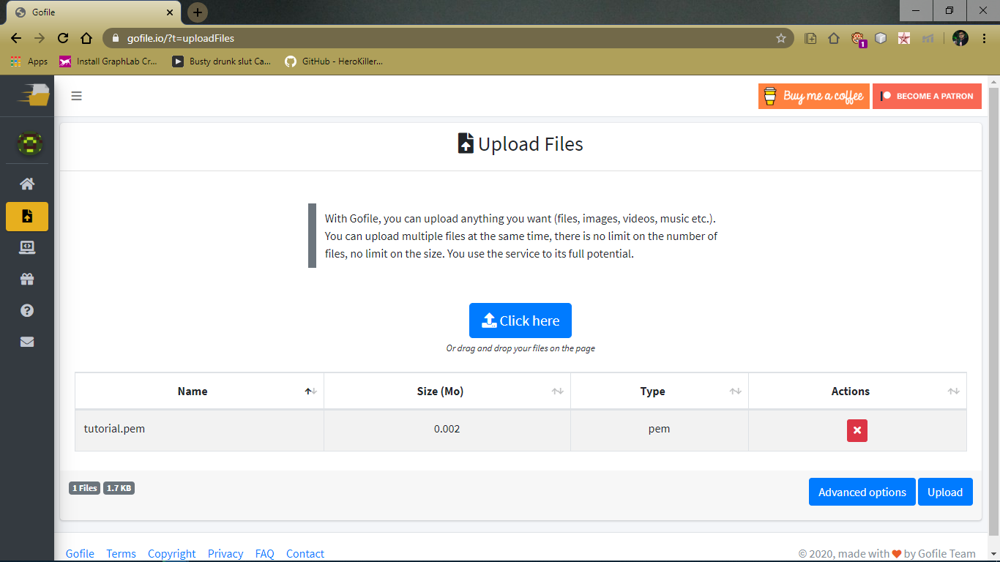 Gofile
gofile.io/?t=uploadFiles
1
Apps
Install GraphLab Cr...
Busty drunk slut Ca...
GitHub - HeroKiller...
Buy me a coffee
BECOME A PATRON
Upload Files
With Gofile, you can upload anything you want (files, images, videos, music etc.).
You can upload multiple files at the same time, there is no limit on the number of
files, no limit on the size. You use the service to its full potential.
Click here
Or drag and drop your files on the page
Name Size (Mo) Type Actions
tutorial.pem 0.002 pem
1 Files 1.7 KB
Advanced options Upload
Gofile Terms Copyright Privacy FAQ Contact
© 2020, made with ❤ by Gofile Team